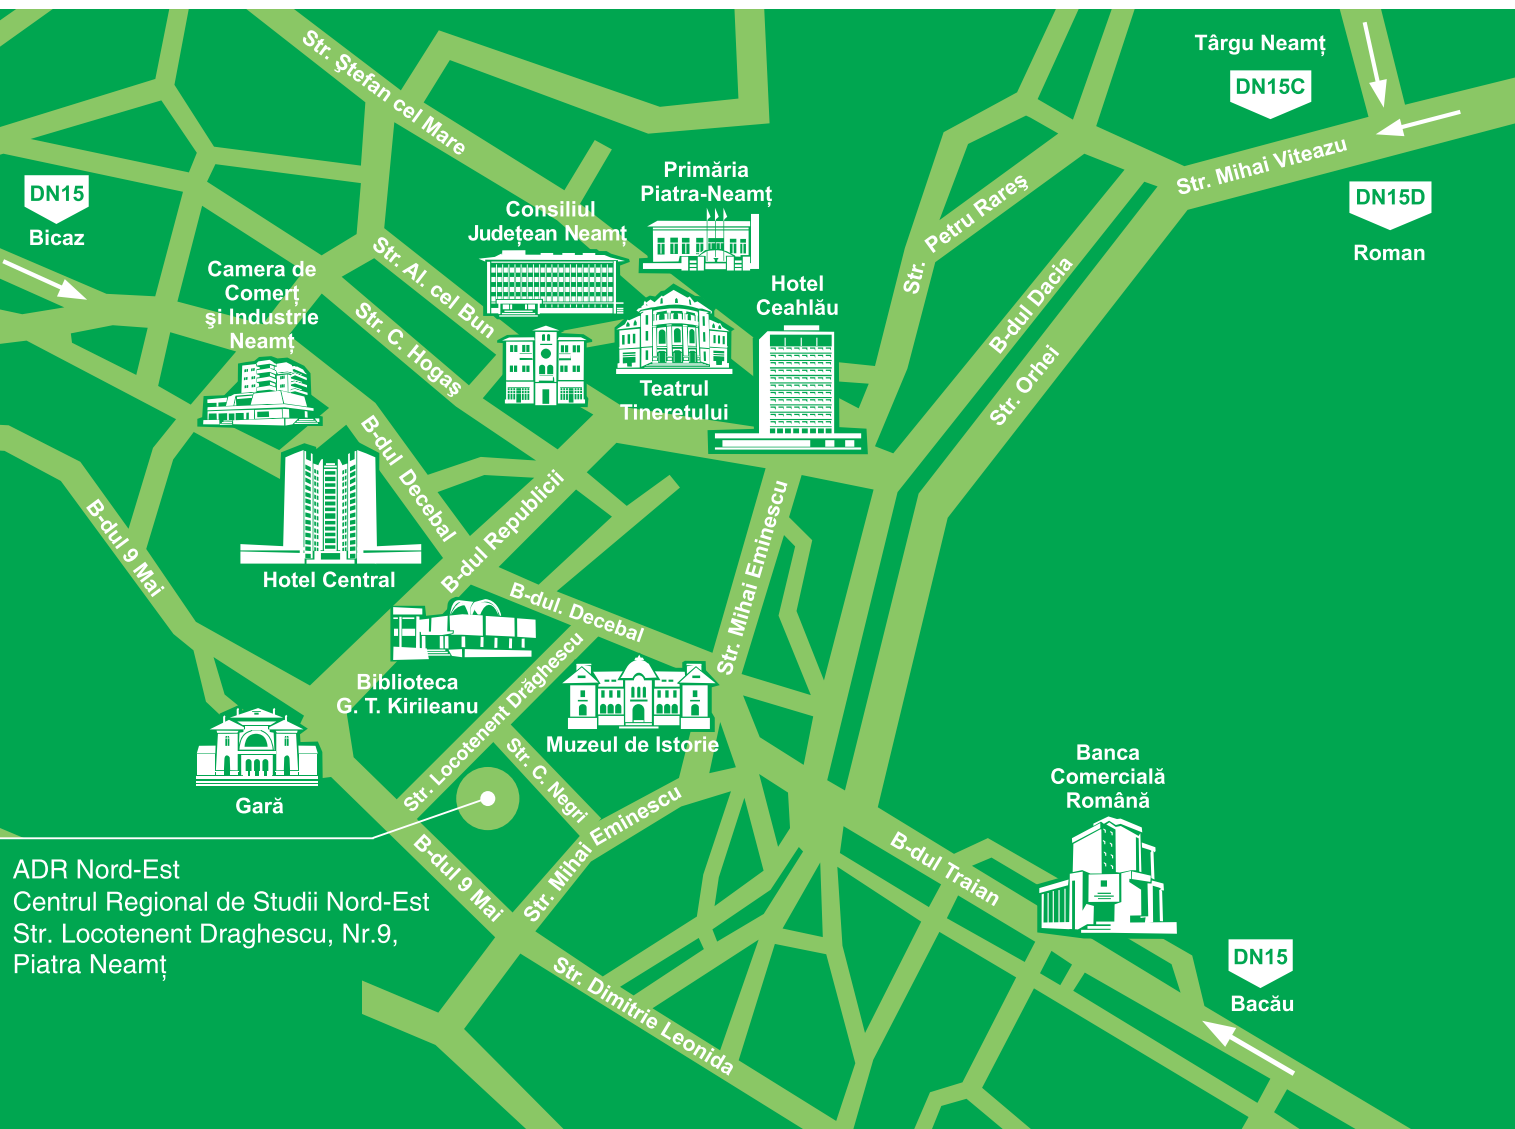 Târgu Neamț
DN15C
Str. Ştefan cel Mare
Str. Mihai Viteazu
DN15D
Roman
DN15
Bicaz
Primăria
Piatra-Neamț
Consiliul
Județean Neamț
Str. Petru Rareş
Camera de
Comerț
şi Industrie
Neamț
Str. Al. cel Bun
Str. C. Hogaş
Hotel
Ceahlău
B-dul Dacia
Str. Orhei
Teatrul
Tineretului
B-dul Decebal
B-dul Republicii
B-dul 9 Mai
Hotel Central
B-dul. Decebal
Str. Mihai Eminescu
Biblioteca
G. T. Kirileanu
Str. Locotenent Drăghescu
Muzeul de Istorie
Str. C. Negri
Gară
Banca
Comercială
Română
Str. Mihai Eminescu
B-dul 9 Mai
B-dul Traian
ADR Nord-Est
Centrul Regional de Studii Nord-Est
Str. Locotenent Draghescu, Nr.9,
Piatra Neamț
Str. Dimitrie Leonida
DN15
Bacău